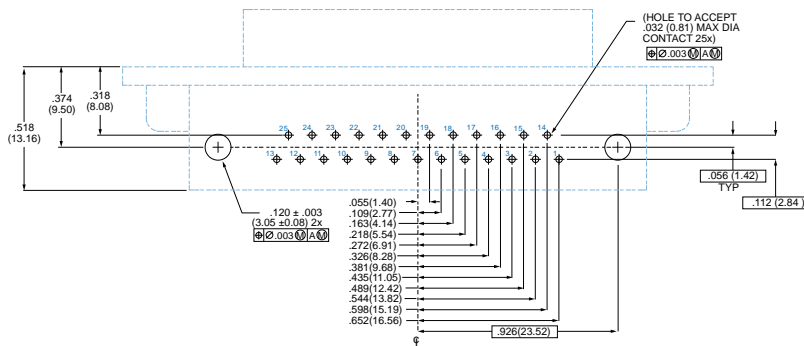 (HOLE TO ACCEPT
.032 (0.81) MAX DIA
CONTACT 25x)
⌖ Ø.003Ⓜ AⓂ
.518
(13.16)
.374
(9.50)
.318
(8.08)
25 24 23 22 21 20 19 18 17 16 15 14
13 12 11 10 9 8 7 6 5 4 3 2 1
.056 (1.42)
TYP
.112 (2.84)
.120 ± .003
(3.05 ±0.08) 2x
⌖ Ø.003Ⓜ AⓂ
.055(1.40)
.109(2.77)
.163(4.14)
.218(5.54)
.272(6.91)
.326(8.28)
.381(9.68)
.435(11.05)
.489(12.42)
.544(13.82)
.598(15.19)
.652(16.56)
.926(23.52)
℄